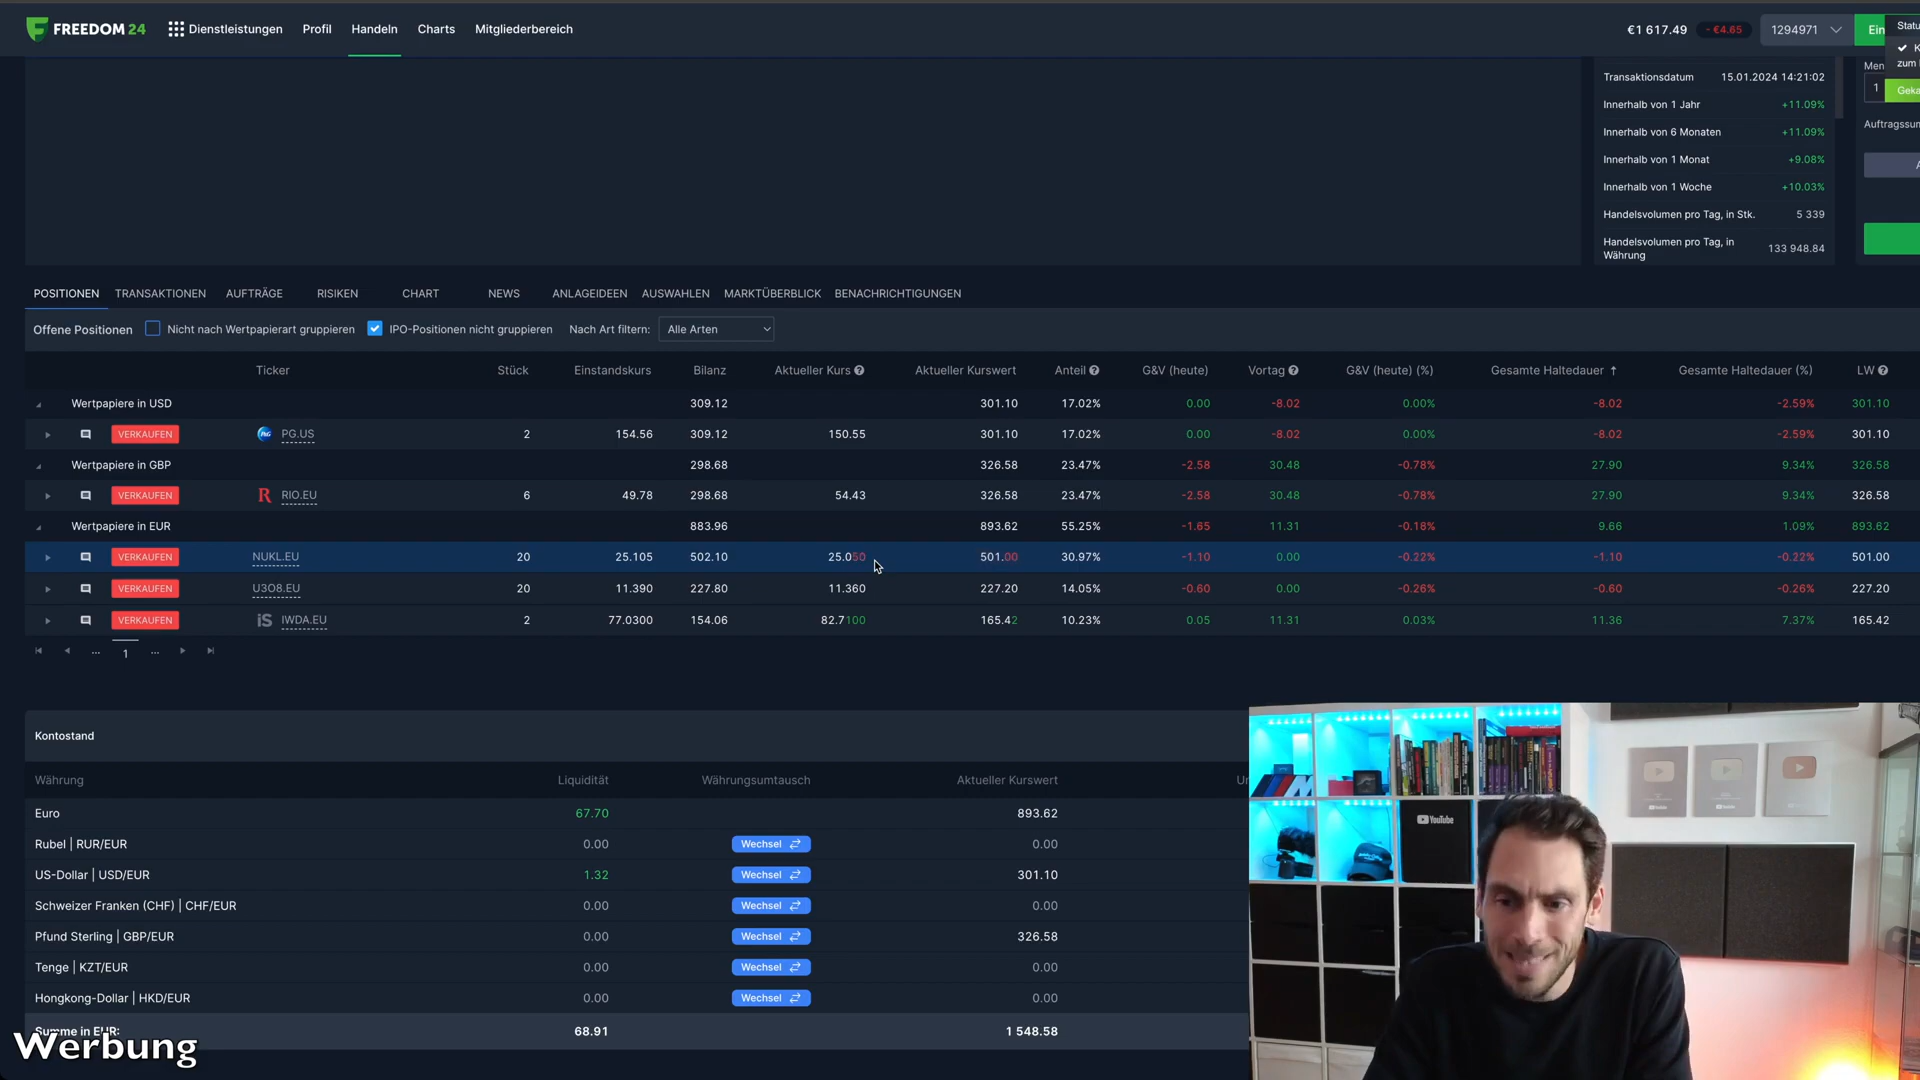 FREEDOM 24 Dienstleistungen Profil Handeln Charts Mitgliederbereich €1 617.49 - €4.65 1294971
Transaktionsdatum 15.01.2024 14:21:02
Innerhalb von 1 Jahr +11.09%
Innerhalb von 6 Monaten +11.09%
Innerhalb von 1 Monat +9.08%
Innerhalb von 1 Woche +10.03%
Handelsvolumen pro Tag, in Stk. 5 339
Handelsvolumen pro Tag, in Währung 133 948.84
zum
1
POSITIONEN TRANSAKTIONEN AUFTRÄGE RISIKEN CHART NEWS ANLAGEIDEEN AUSWAHLEN MARKTÜBERBLICK BENACHRICHTIGUNGEN
Offene Positionen Nicht nach Wertpapierart gruppieren IPO-Positionen nicht gruppieren Nach Art filtern: Alle Arten
Ticker Stück Einstandskurs Bilanz Aktueller Kurs Aktueller Kurswert Anteil G&V (heute) Vortag G&V (heute) (%) Gesamte Haltedauer ↑ Gesamte Haltedauer (%) LW
Wertpapiere in USD 309.12 301.10 17.02% 0.00 -8.02 0.00% -8.02 -2.59% 301.10
VERKAUFEN PG.US 2 154.56 309.12 150.55 301.10 17.02% 0.00 -8.02 0.00% -8.02 -2.59% 301.10
Wertpapiere in GBP 298.68 326.58 23.47% -2.58 30.48 -0.78% 27.90 9.34% 326.58
VERKAUFEN RIO.EU 6 49.78 298.68 54.43 326.58 23.47% -2.58 30.48 -0.78% 27.90 9.34% 326.58
Wertpapiere in EUR 883.96 893.62 55.25% -1.65 11.31 -0.18% 9.66 1.09% 893.62
VERKAUFEN NUKL.EU 20 25.105 502.10 25.050 501.00 30.97% -1.10 0.00 -0.22% -1.10 -0.22% 501.00
VERKAUFEN U3O8.EU 20 11.390 227.80 11.360 227.20 14.05% -0.60 0.00 -0.26% -0.60 -0.26% 227.20
VERKAUFEN iS IWDA.EU 2 77.0300 154.06 82.7100 165.42 10.23% 0.05 11.31 0.03% 11.36 7.37% 165.42
... 1 ...
Kontostand
Währung Liquidität Währungsumtausch Aktueller Kurswert
Euro 67.70 893.62
Rubel | RUR/EUR 0.00 Wechsel 0.00
US-Dollar | USD/EUR 1.32 Wechsel 301.10
Schweizer Franken (CHF) | CHF/EUR 0.00 Wechsel 0.00
Pfund Sterling | GBP/EUR 0.00 Wechsel 326.58
Tenge | KZT/EUR 0.00 Wechsel 0.00
Hongkong-Dollar | HKD/EUR 0.00 Wechsel 0.00
Summe in EUR: 68.91 1 548.58
Werbung
YouTube